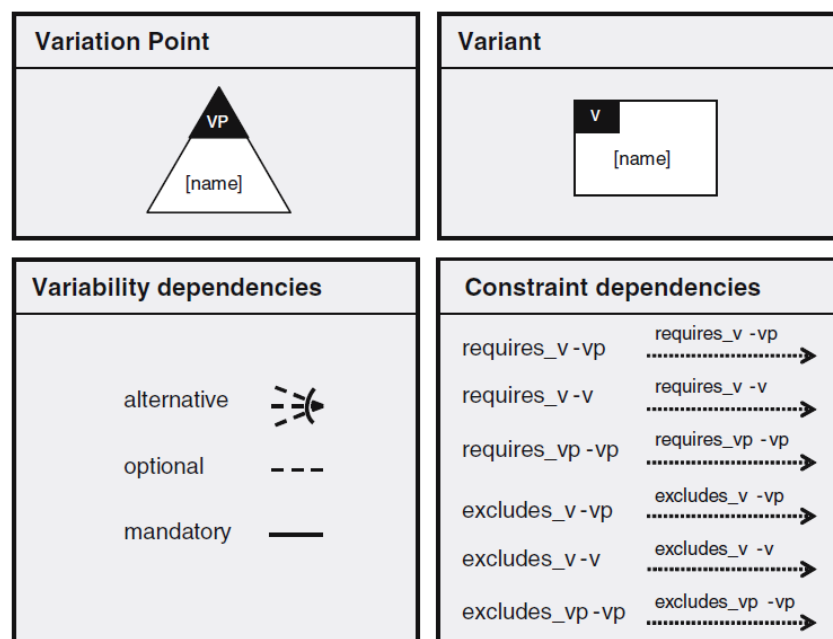 Variation Point
VP
[name]
Variant
V
[name]
Variability dependencies
alternative
optional
mandatory
Constraint dependencies
requires_v -vp requires_v -vp
requires_v -v requires_v -v
requires_vp -vp requires_vp -vp
excludes_v -vp excludes_v -vp
excludes_v -v excludes_v -v
excludes_vp -vp excludes_vp -vp